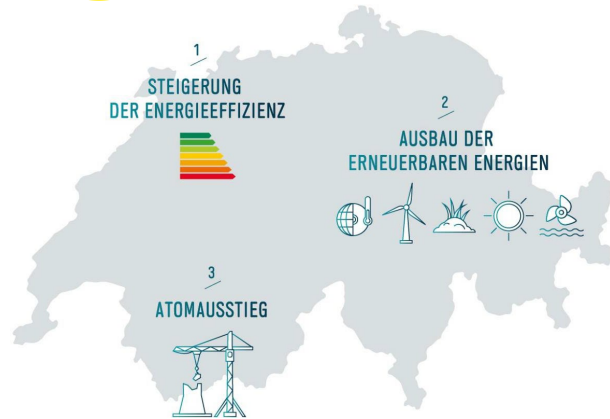 1
STEIGERUNG
DER ENERGIEEFFIZIENZ
2
AUSBAU DER
ERNEUERBAREN ENERGIEN
3
ATOMAUSSTIEG